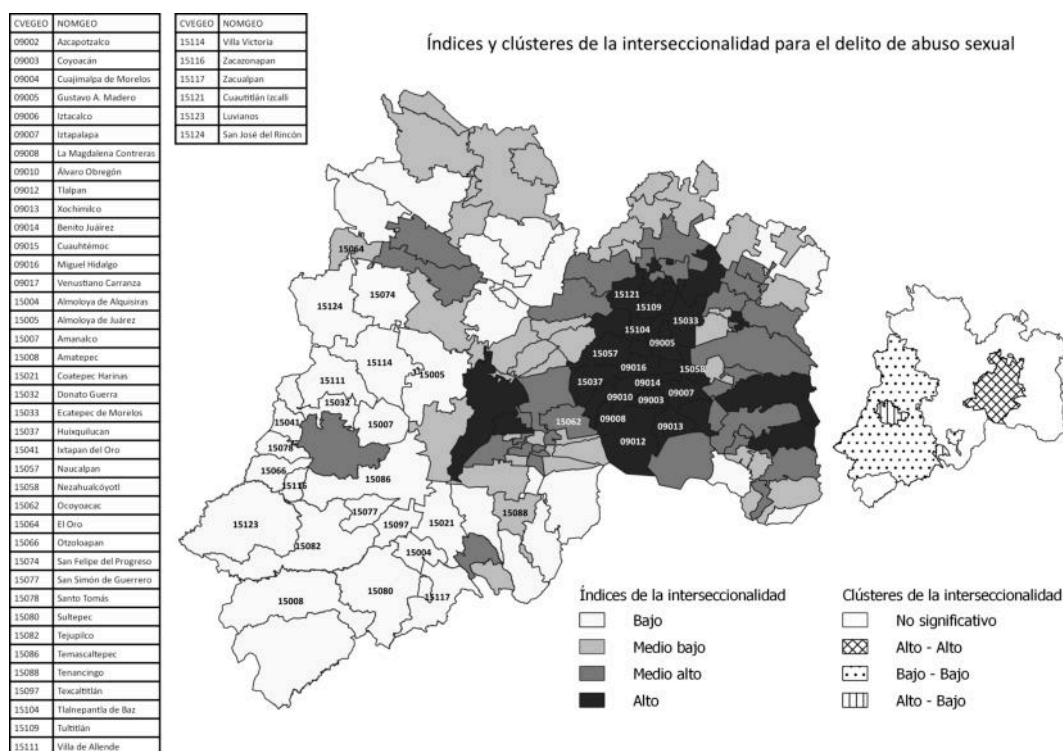 CVEGEO NOMGEO
09002 Azcapotzalco
09003 Coyoacán
09004 Cuajimalpa de Morelos
09005 Gustavo A. Madero
09006 Iztacalco
09007 Iztapalapa
09008 La Magdalena Contreras
09010 Álvaro Obregón
09012 Tlalpan
09013 Xochimilco
09014 Benito Juáirez
09015 Cuauhtémoc
09016 Miguel Hidalgo
09017 Venustiano Carranza
15004 Almoloya de Alquisiras
15005 Almoloya de Juárez
15007 Amanalco
15008 Amatepec
15021 Coatepec Harinas
15032 Donato Guerra
15033 Ecatepec de Morelos
15037 Huixquilucan
15041 Ixtapan del Oro
15057 Naucalpan
15058 Nezahualcóyotl
15062 Ocoyoacac
15064 El Oro
15066 Otzoloapan
15074 San Felipe del Progreso
15077 San Simón de Guerrero
15078 Santo Tomás
15080 Sultepec
15082 Tejupilco
15086 Temascaltepec
15088 Tenancingo
15097 Texcaltitlán
15104 Tlalnepantla de Baz
15109 Tultitlán
15111 Villa de Allende
CVEGEO NOMGEO
15114 Villa Victoria
15116 Zacazonapan
15117 Zacualpan
15121 Cuautitlán Izcalli
15123 Luvianos
15124 San José del Rincón
Índices y clústeres de la interseccionalidad para el delito de abuso sexual
15064
15124 15074
15121
15109
15033
15104
09005
15057
15114
15005
09016
15058
15111
15037
09014
09007
15032
09010 09003
15041
15007
15062
09008
09013
15078
09012
15066
15086
15116
15077
15088
15123
15097
15021
15082
15004
15008
15080
15117
Índices de la interseccionalidad
Bajo
Medio bajo
Medio alto
Alto
Clústeres de la interseccionalidad
No significativo
Alto - Alto
Bajo - Bajo
Alto - Bajo